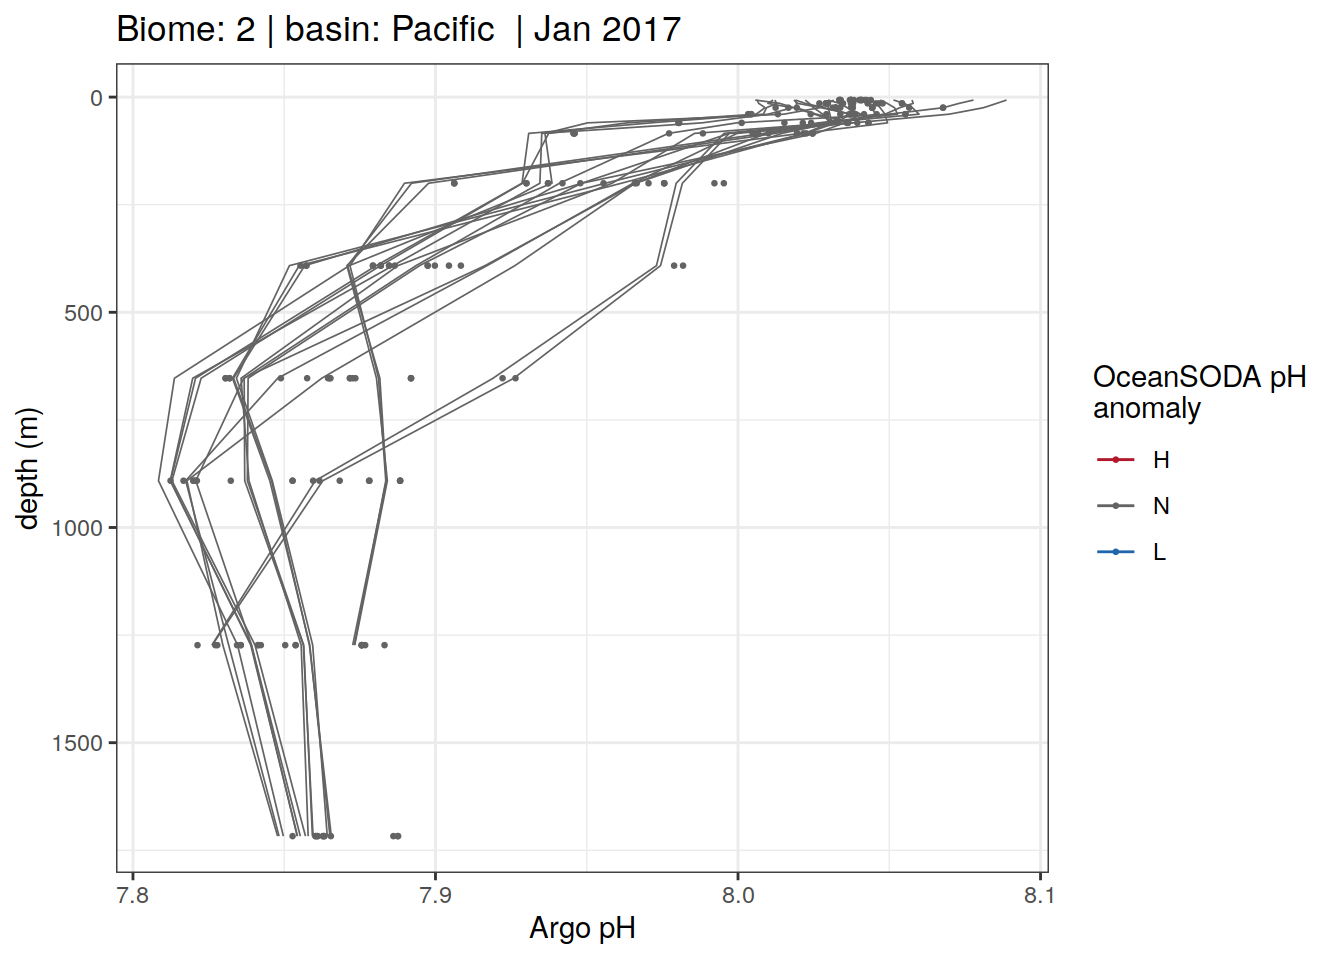 Biome: 2 | basin: Pacific  | Jan 2017
0
500
1000
1500
depth (m)
7.8
7.9
8.0
8.1
Argo pH
OceanSODA pH
anomaly
H
N
L